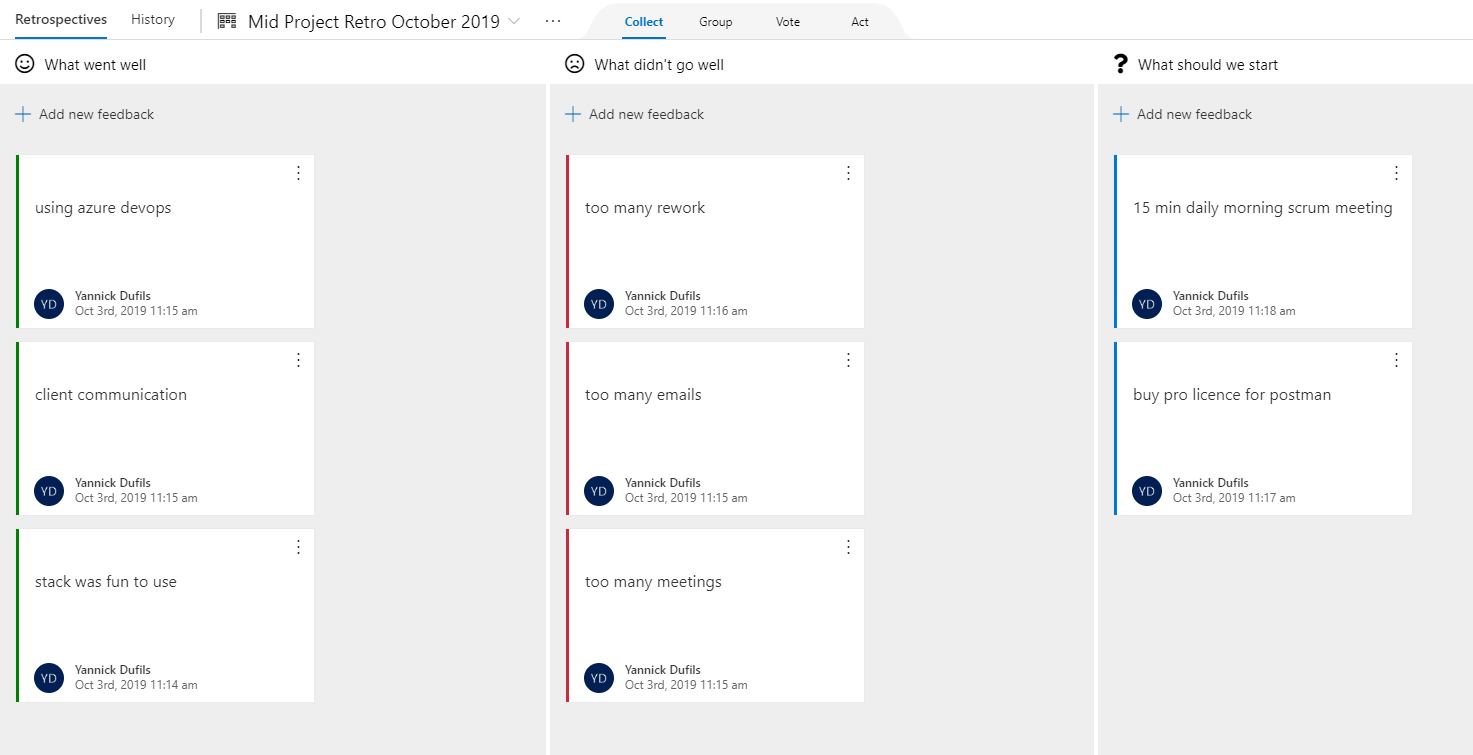 Retrospectives History Mid Project Retro October 2019 ... Collect Group Vote Act
What went well
Add new feedback
using azure devops
YD Yannick Dufils
Oct 3rd, 2019 11:15 am
client communication
YD Yannick Dufils
Oct 3rd, 2019 11:15 am
stack was fun to use
YD Yannick Dufils
Oct 3rd, 2019 11:14 am
What didn't go well
Add new feedback
too many rework
YD Yannick Dufils
Oct 3rd, 2019 11:16 am
too many emails
YD Yannick Dufils
Oct 3rd, 2019 11:15 am
too many meetings
YD Yannick Dufils
Oct 3rd, 2019 11:15 am
? What should we start
Add new feedback
15 min daily morning scrum meeting
YD Yannick Dufils
Oct 3rd, 2019 11:18 am
buy pro licence for postman
YD Yannick Dufils
Oct 3rd, 2019 11:17 am